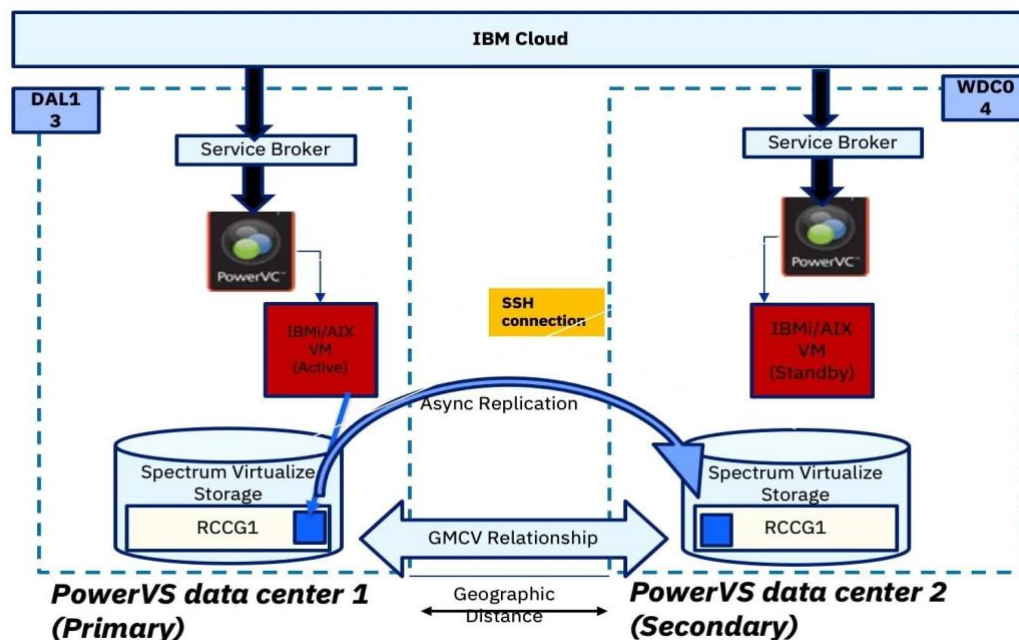 IBM Cloud
DAL1
3
WDC0
4
Service Broker
Service Broker
PowerVC™
PowerVC™
SSH
connection
IBMi/AIX
VM
(Active)
IBMi/AIX
VM
(Standby)
Async Replication
Spectrum Virtualize
Storage
Spectrum Virtualize
Storage
RCCG1
GMCV Relationship
RCCG1
PowerVS data center 1
(Primary)
Geographic
Distance
PowerVS data center 2
(Secondary)